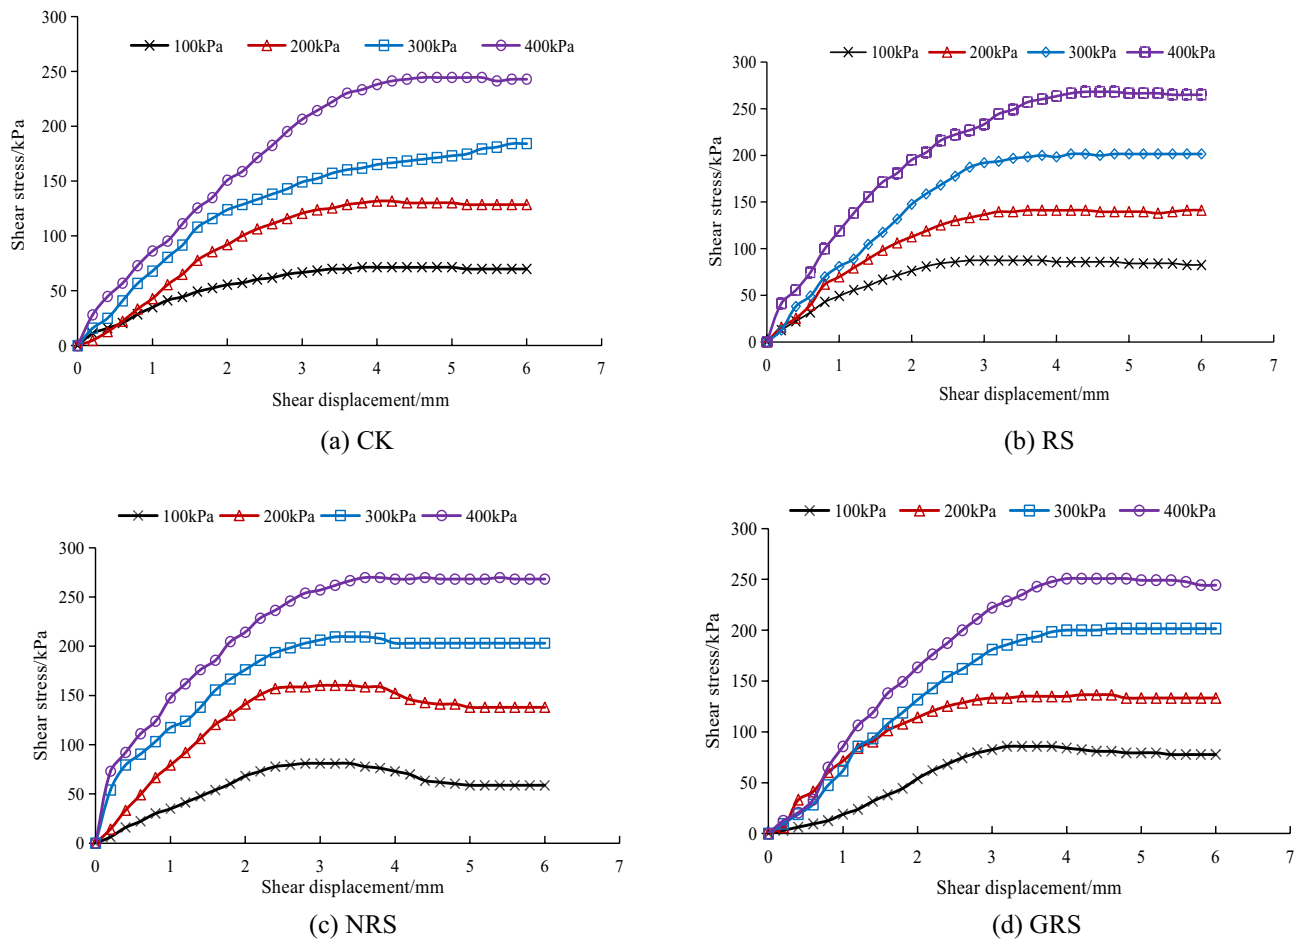 100kPa 200kPa 300kPa 400kPa
Shear stress/kPa
300
250
200
150
100
50
0
0 1 2 3 4 5 6 7
Shear displacement/mm
(a) CK
100kPa 200kPa 300kPa 400kPa
Shear stress/kPa
300
250
200
150
100
50
0
0 1 2 3 4 5 6 7
Shear displacement/mm
(b) RS
100kPa 200kPa 300kPa 400kPa
Shear stress/kPa
300
250
200
150
100
50
0
0 1 2 3 4 5 6 7
Shear displacement/mm
(c) NRS
100kPa 200kPa 300kPa 400kPa
Shear stress/kPa
300
250
200
150
100
50
0
0 1 2 3 4 5 6 7
Shear displacement/mm
(d) GRS